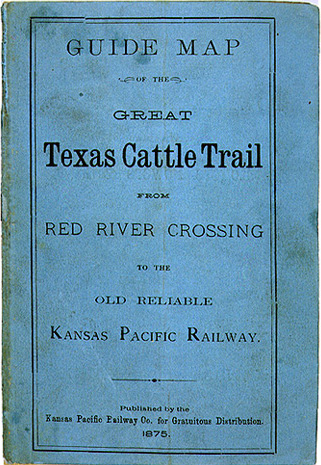 GUIDE MAP
OF THE
GREAT
Texas Cattle Trail
FROM
RED RIVER CROSSING
TO THE
OLD RELIABLE
KANSAS PACIFIC RAILWAY.
Published by the
Kansas Pacific Railway Co. for Gratuitous Distribution.
1875.